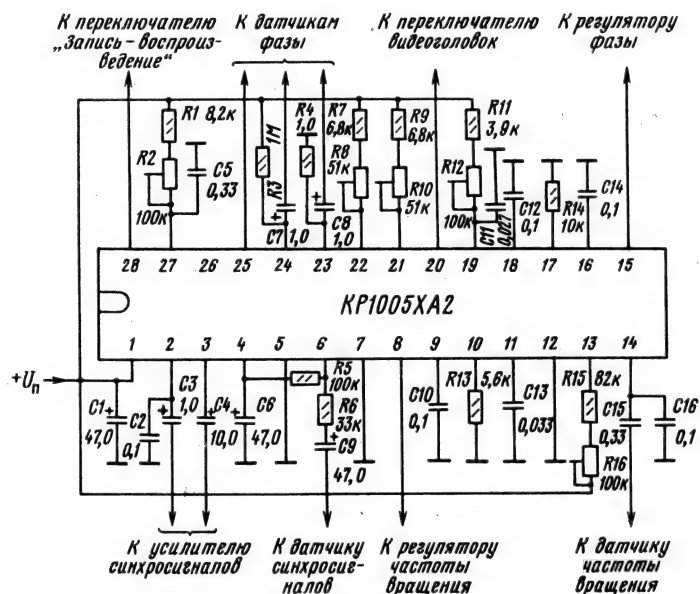 К переключателю
„Запись – воспроиз-
ведение“
К датчикам
фазы
К переключателю
видеоголовок
К регулятору
фазы
R1 8,2к
R2
100к
C5
0,33
1М
R3
C7
1,0
R4
1,0
C8
1,0
R7
6,8к
R8
51к
R9
6,8к
R10
51к
R11
3,9к
R12
100к
C11
0,027
C12
0,1
R14
10к
C14
0,1
28 27 26 25 24 23 22 21 20 19 18 17 16 15
КР1005ХА2
1 2 3 4 5 6 7 8 9 10 11 12 13 14
+Uп
C1
47,0
C2
0,1
C3
1,0
C4
10,0
C6
47,0
R5
100к
R6
33к
C9
47,0
C10
0,1
R13
5,6к
C13
0,033
R15
82к
C15
0,33
R16
100к
C16
0,1
К усилителю
синхросигналов
К датчику
синхросиг-
налов
К регулятору
частоты
вращения
К датчику
частоты
вращения